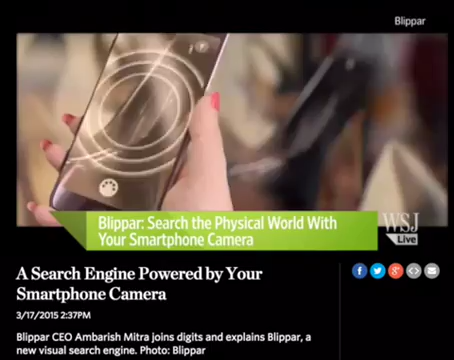 Blippar
Blippar: Search the Physical World With
Your Smartphone Camera
WSJ
Live
A Search Engine Powered by Your
Smartphone Camera
3/17/2015 2:37PM
Blippar CEO Ambarish Mitra joins digits and explains Blippar, a
new visual search engine. Photo: Blippar